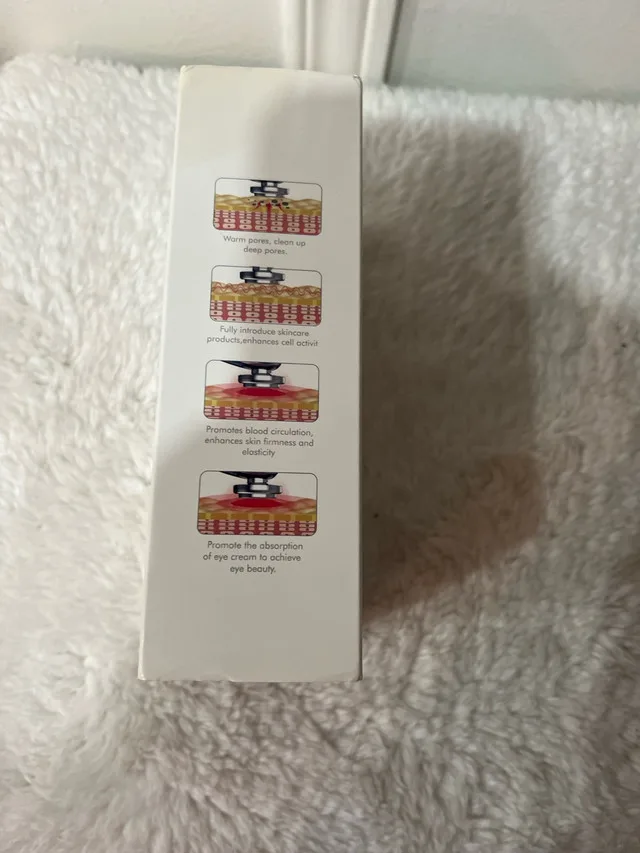 Warm pores, clean up
deep pores.
Fully introduce skincare
products,enhances cell activit
Promotes blood circulation,
enhances skin firmness and
elasticity
Promote the absorption
of eye cream to achieve
eye beauty.